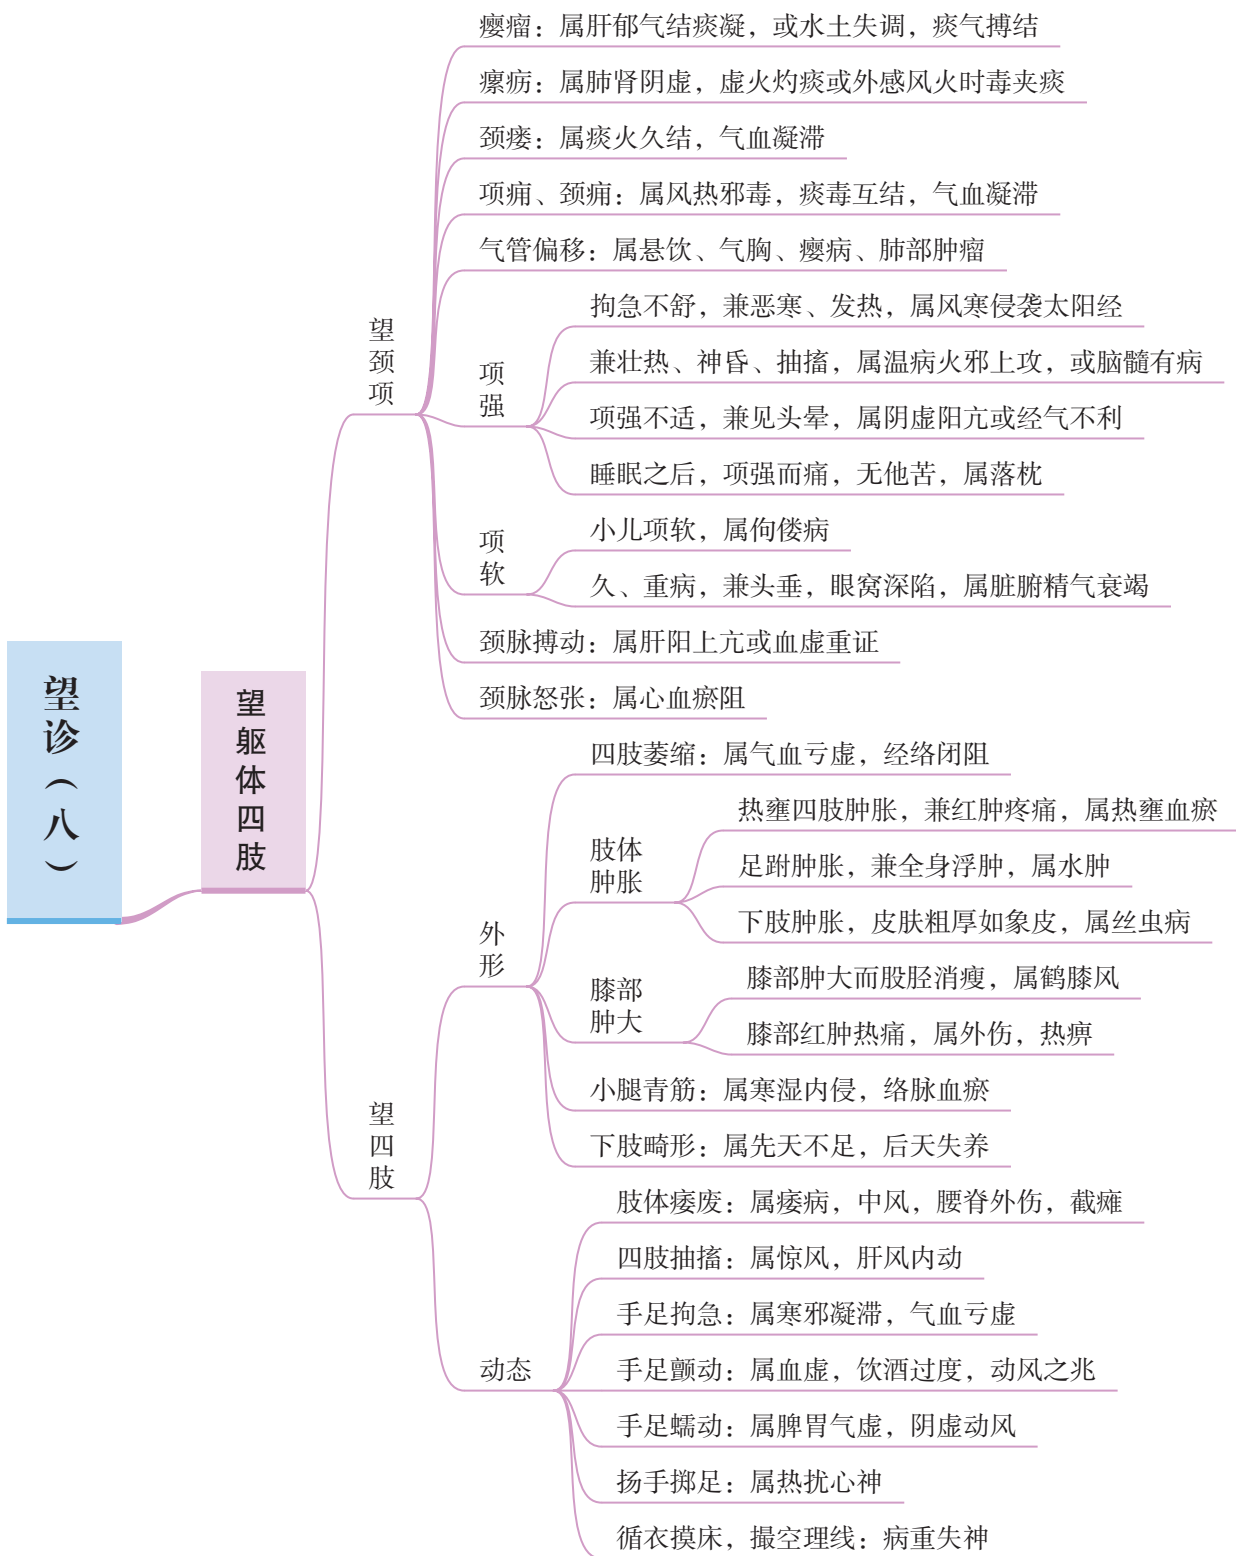 望诊（八）
望躯体四肢
望颈项
瘿瘤：属肝郁气结痰凝，或水土失调，痰气搏结
瘰疬：属肺肾阴虚，虚火灼痰或外感风火时毒夹痰
颈瘘：属痰火久结，气血凝滞
项痈、颈痈：属风热邪毒，痰毒互结，气血凝滞
气管偏移：属悬饮、气胸、瘿病、肺部肿瘤
项强
拘急不舒，兼恶寒、发热，属风寒侵袭太阳经
兼壮热、神昏、抽搐，属温病火邪上攻，或脑髓有病
项强不适，兼见头晕，属阴虚阳亢或经气不利
睡眠之后，项强而痛，无他苦，属落枕
项软
小儿项软，属佝偻病
久、重病，兼头垂，眼窝深陷，属脏腑精气衰竭
颈脉搏动：属肝阳上亢或血虚重证
颈脉怒张：属心血瘀阻
望四肢
外形
四肢萎缩：属气血亏虚，经络闭阻
肢体
肿胀
热壅四肢肿胀，兼红肿疼痛，属热壅血瘀
足跗肿胀，兼全身浮肿，属水肿
下肢肿胀，皮肤粗厚如象皮，属丝虫病
膝部
肿大
膝部肿大而股胫消瘦，属鹤膝风
膝部红肿热痛，属外伤，热痹
小腿青筋：属寒湿内侵，络脉血瘀
下肢畸形：属先天不足，后天失养
动态
肢体痿废：属痿病，中风，腰脊外伤，截瘫
四肢抽搐：属惊风，肝风内动
手足拘急：属寒邪凝滞，气血亏虚
手足颤动：属血虚，饮酒过度，动风之兆
手足蠕动：属脾胃气虚，阴虚动风
扬手掷足：属热扰心神
循衣摸床，撮空理线：病重失神